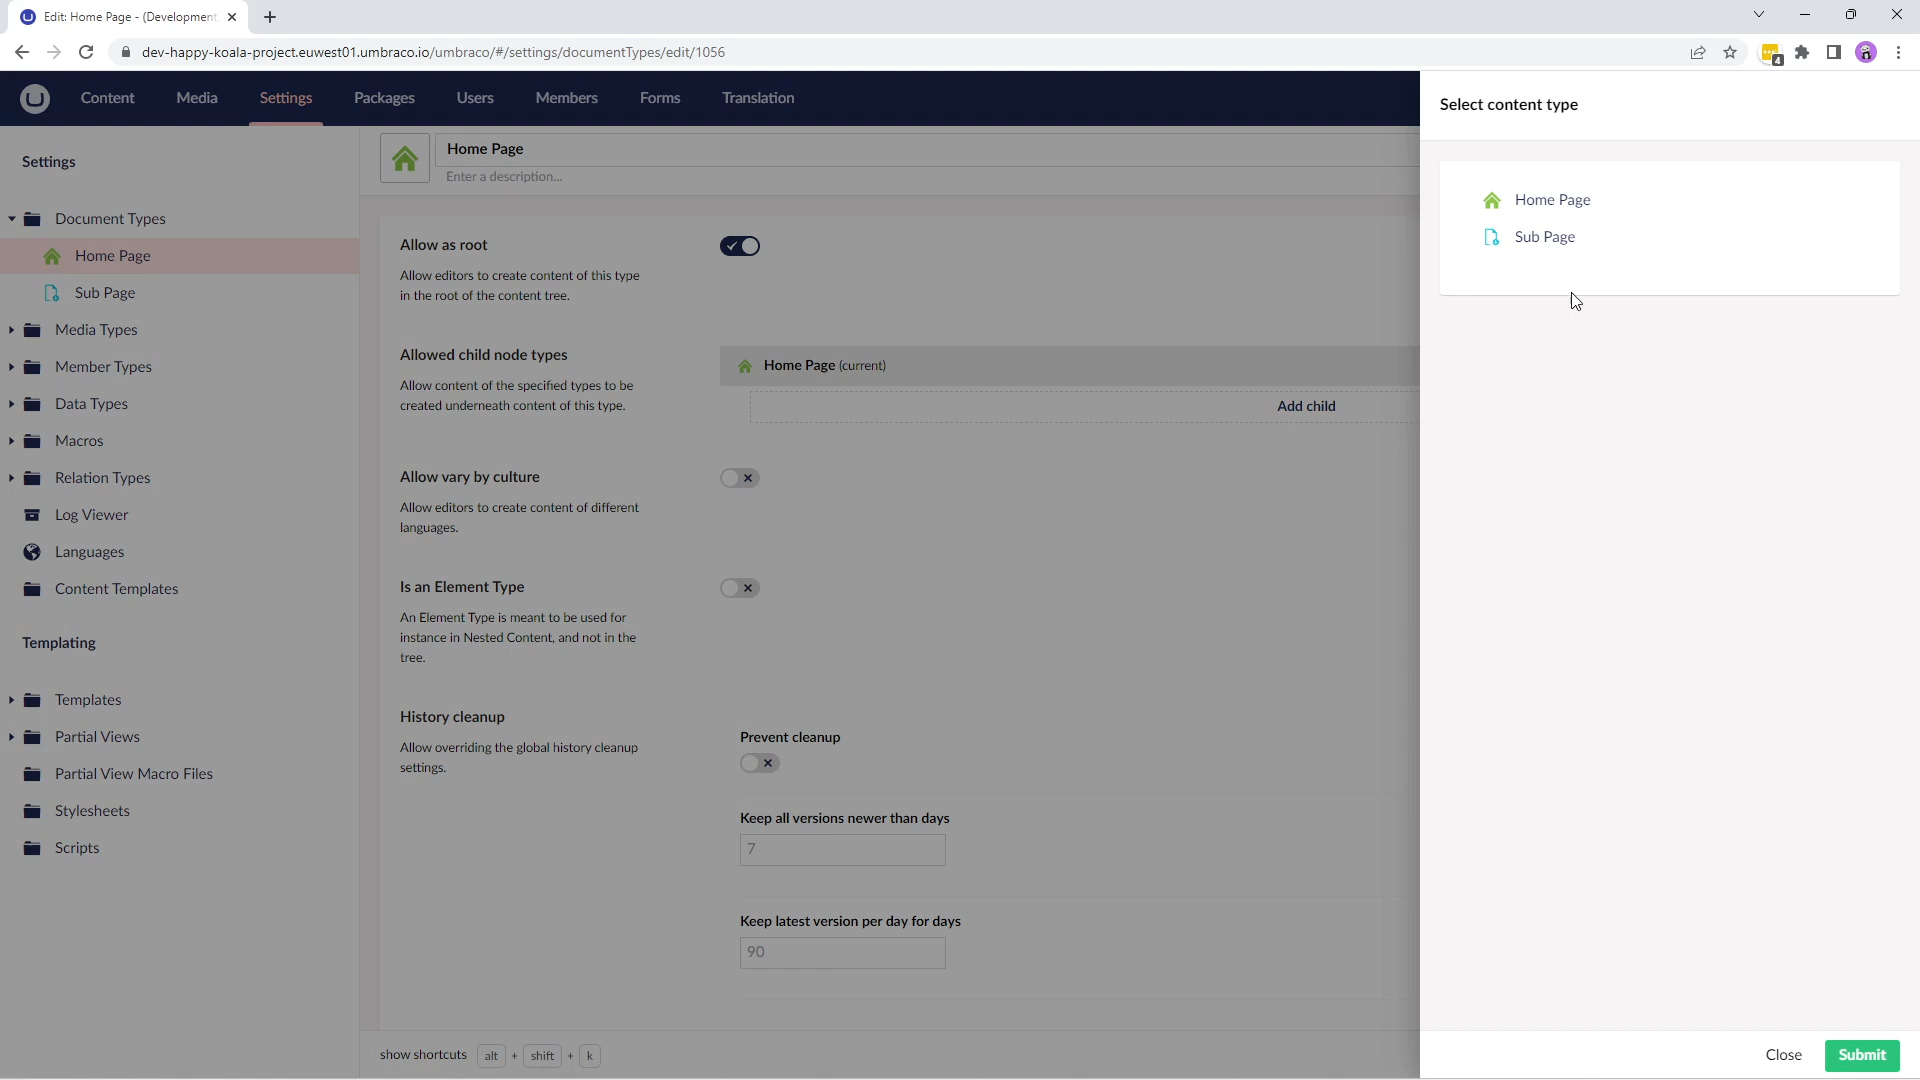 Edit: Home Page - (Development
dev-happy-koala-project.euwest01.umbraco.io/umbraco/#/settings/documentTypes/edit/1056
4
Content
Media
Settings
Packages
Users
Members
Forms
Translation
Settings
Document Types
Home Page
Sub Page
Media Types
Member Types
Data Types
Macros
Relation Types
Log Viewer
Languages
Content Templates
Templating
Templates
Partial Views
Partial View Macro Files
Stylesheets
Scripts
Home Page
Enter a description...
Allow as root
Allow editors to create content of this type
in the root of the content tree.
Allowed child node types
Allow content of the specified types to be
created underneath content of this type.
Home Page (current)
Add child
Allow vary by culture
Allow editors to create content of different
languages.
Is an Element Type
An Element Type is meant to be used for
instance in Nested Content, and not in the
tree.
History cleanup
Allow overriding the global history cleanup
settings.
Prevent cleanup
Keep all versions newer than days
7
Keep latest version per day for days
90
show shortcuts alt + shift + k
Select content type
Home Page
Sub Page
Close
Submit